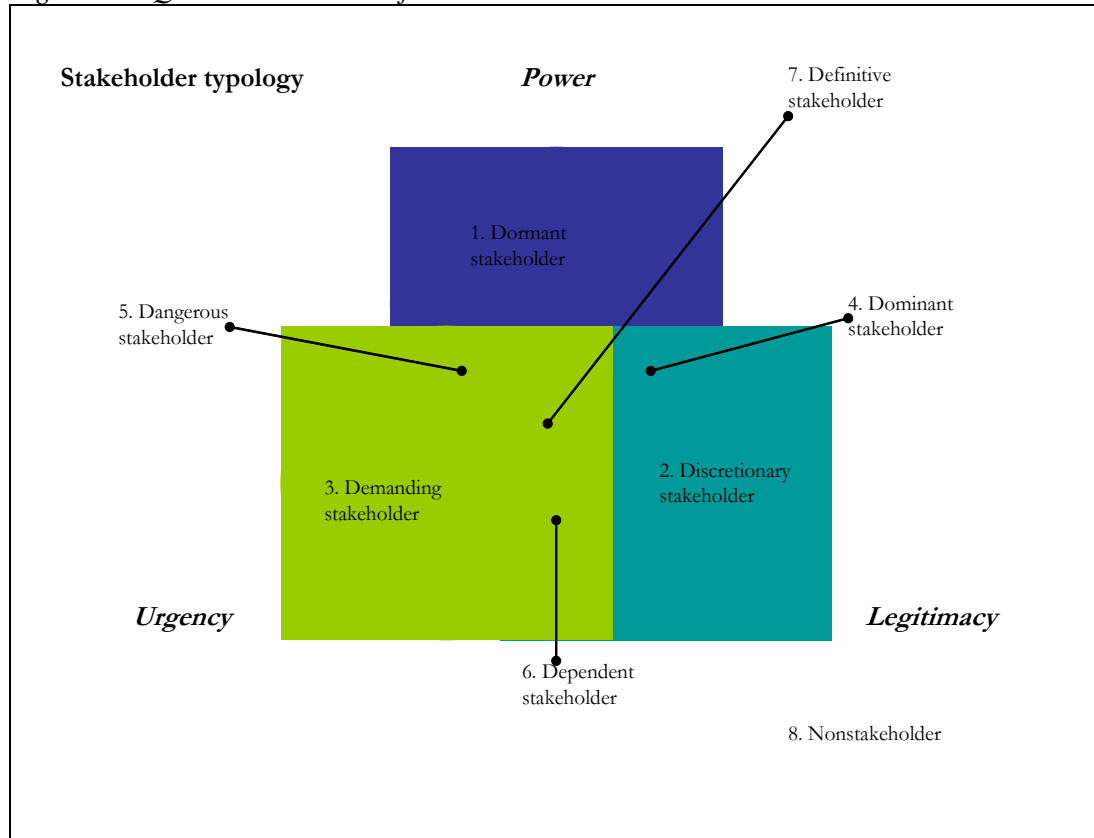 Stakeholder typology
Power
7. Definitive
stakeholder
1. Dormant
stakeholder
5. Dangerous
stakeholder
4. Dominant
stakeholder
3. Demanding
stakeholder
2. Discretionary
stakeholder
Urgency
Legitimacy
6. Dependent
stakeholder
8. Nonstakeholder